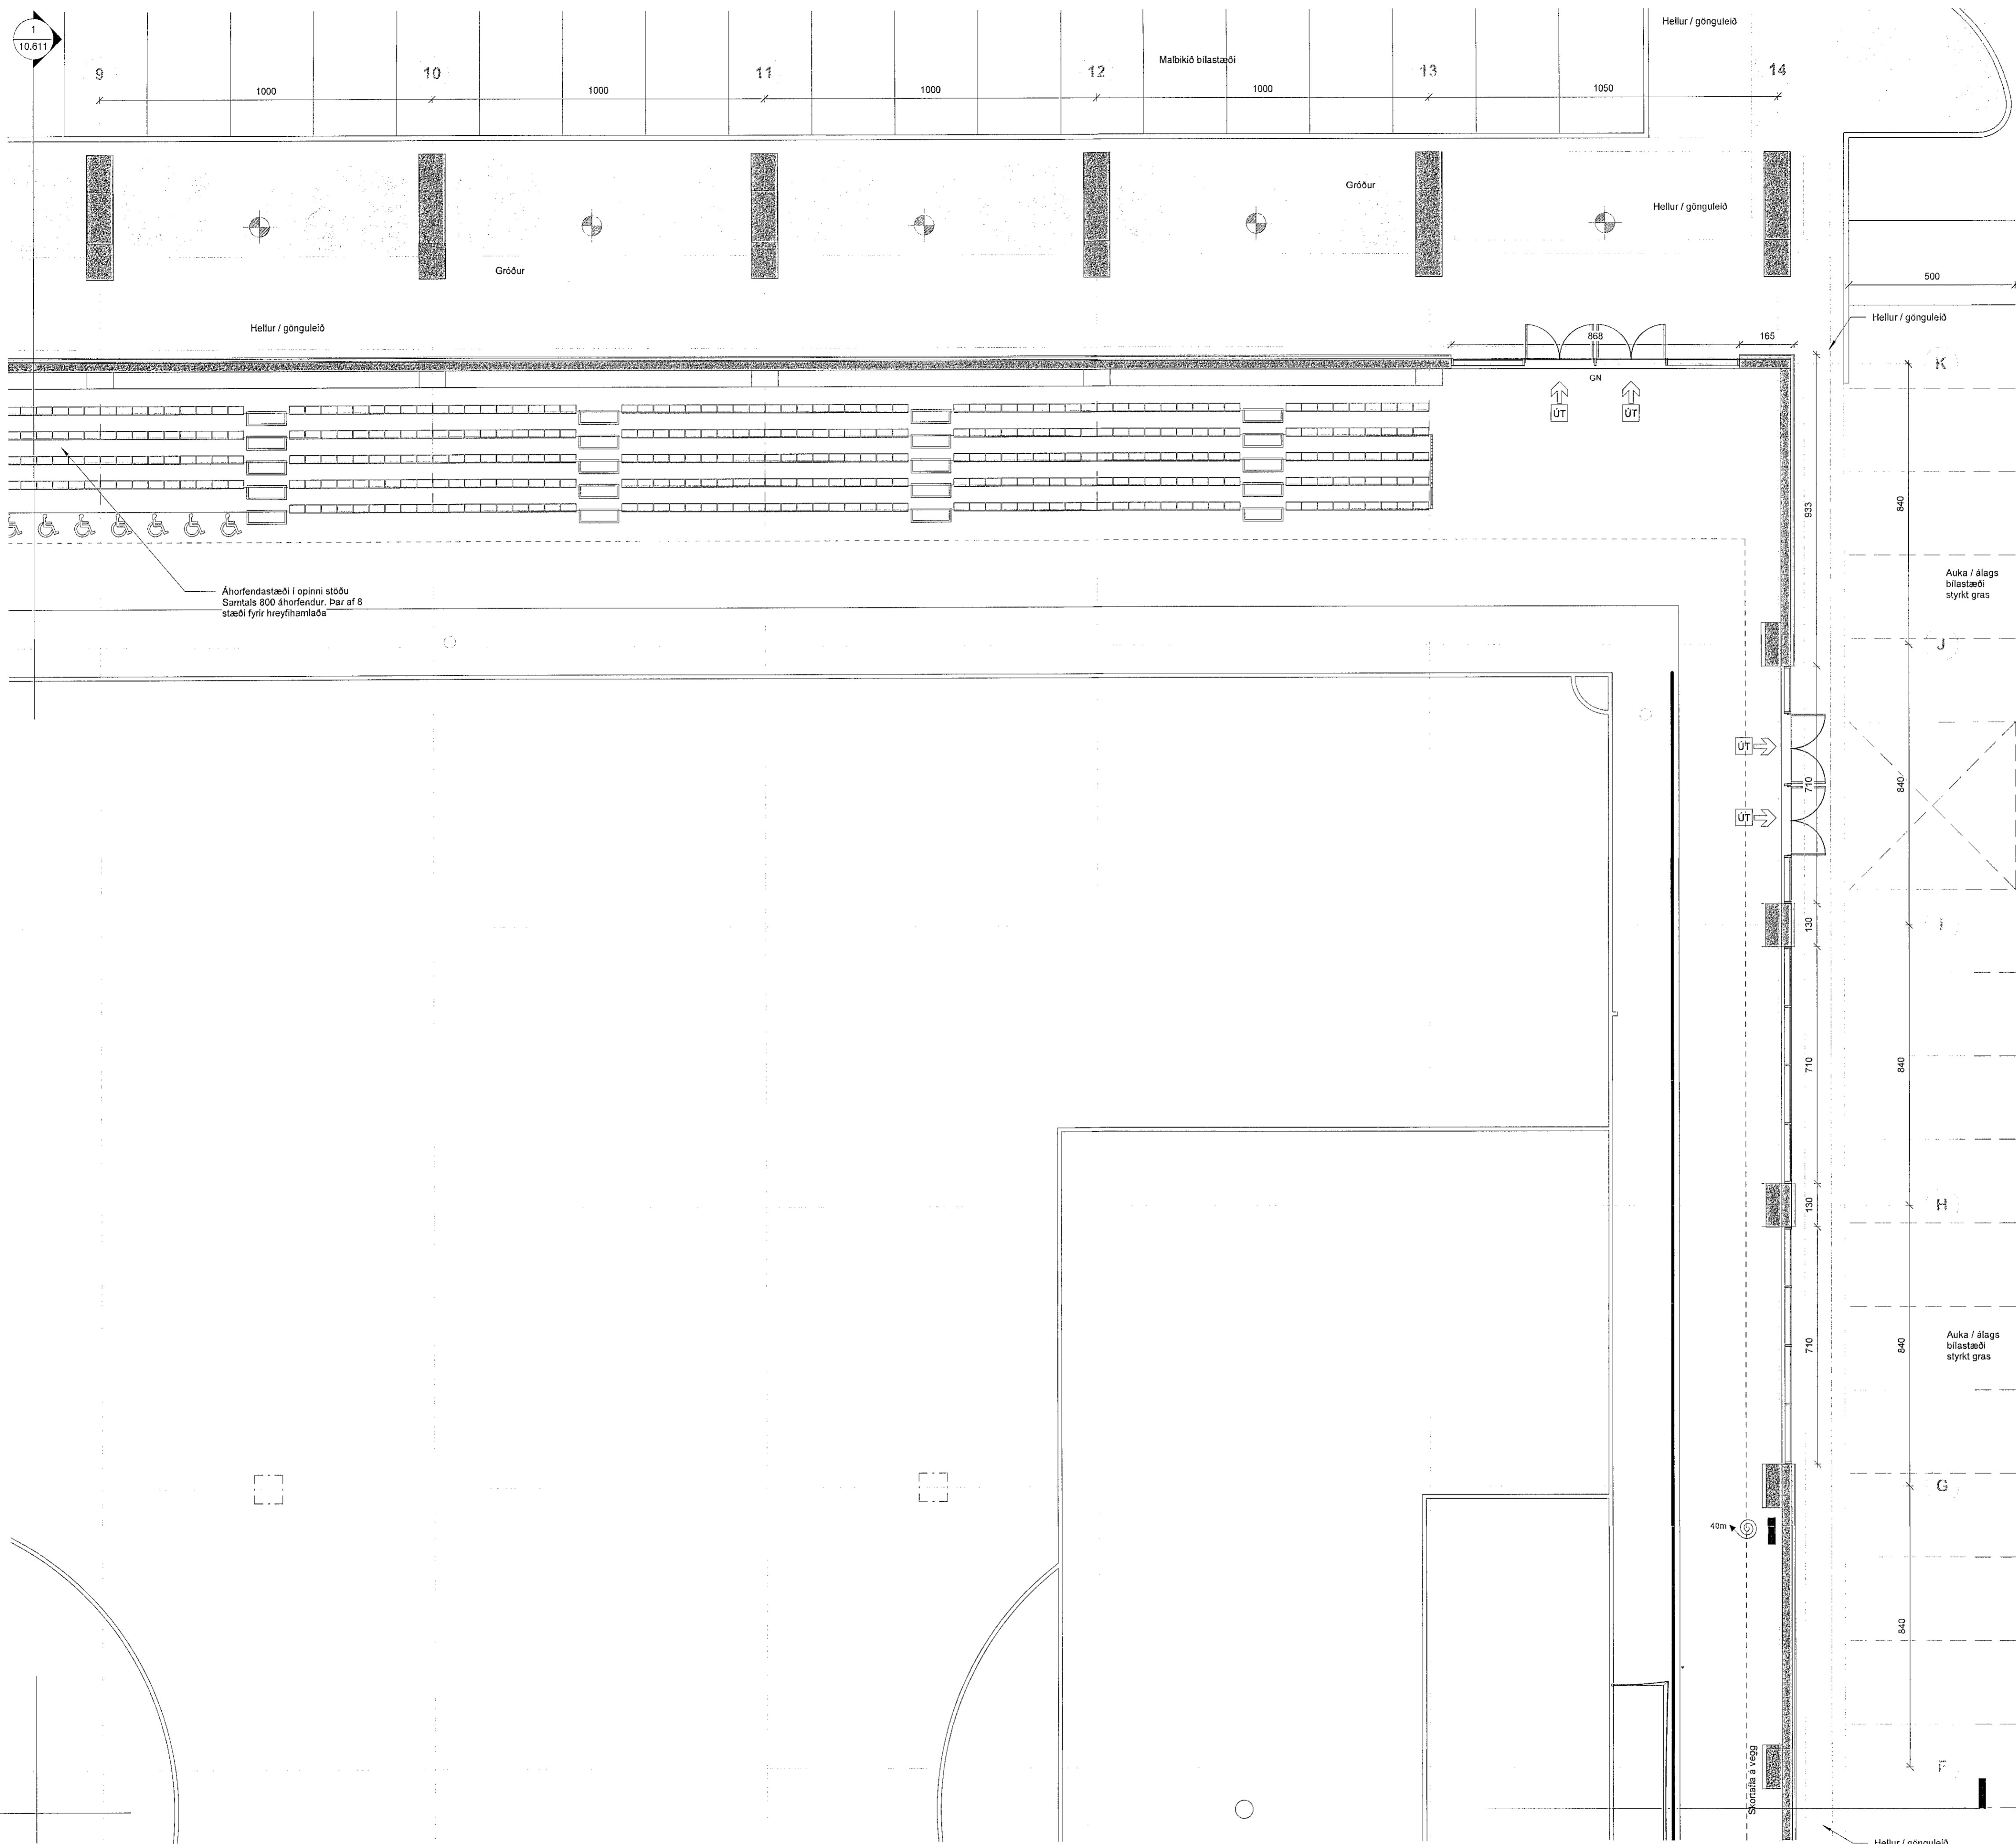 1
10.611
Hellur / gönguleið
Malbikið bílastæði
9
10
11
12
13
14
1000
1000
1000
1000
1050
Gróður
Hellur / gönguleið
Gróður
500
Hellur / gönguleið
Hellur / gönguleið
868
165
GN
K
ÚT
ÚT
933
840
Áhorfendastæði í opinni stöðu
Samtals 800 áhorfendur. Þar af 8
stæði fyrir hreyfihamlaða
Auka / álags
bílastæði
styrkt gras
J
ÚT
710
840
ÚT
130
I
710
840
130
H
710
840
Auka / álags
bílastæði
styrkt gras
G
40m
840
Skortafla á vegg
F
Hellur / gönguleið